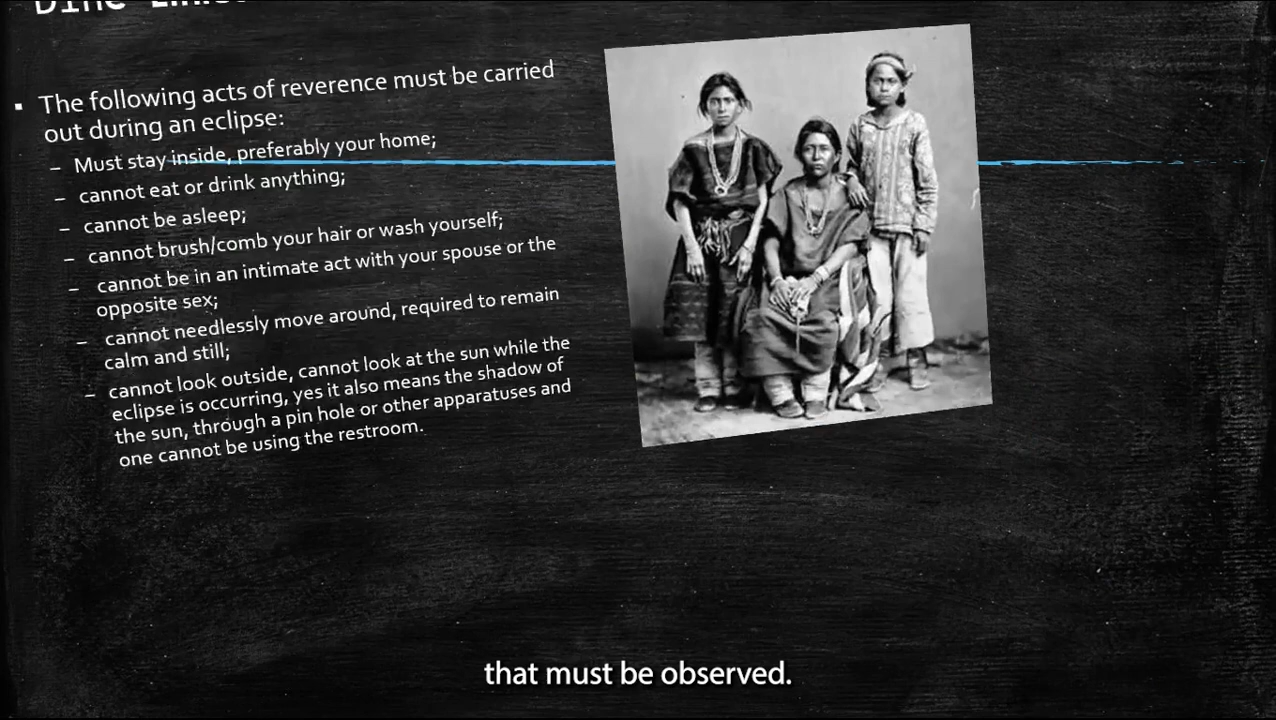 ▪ The following acts of reverence must be carried
out during an eclipse:
– Must stay inside, preferably your home;
– cannot eat or drink anything;
– cannot be asleep;
– cannot brush/comb your hair or wash yourself;
– cannot be in an intimate act with your spouse or the
opposite sex;
– cannot needlessly move around, required to remain
calm and still;
– cannot look outside, cannot look at the sun while the
eclipse is occurring, yes it also means the shadow of
the sun, through a pin hole or other apparatuses and
one cannot be using the restroom.
that must be observed.